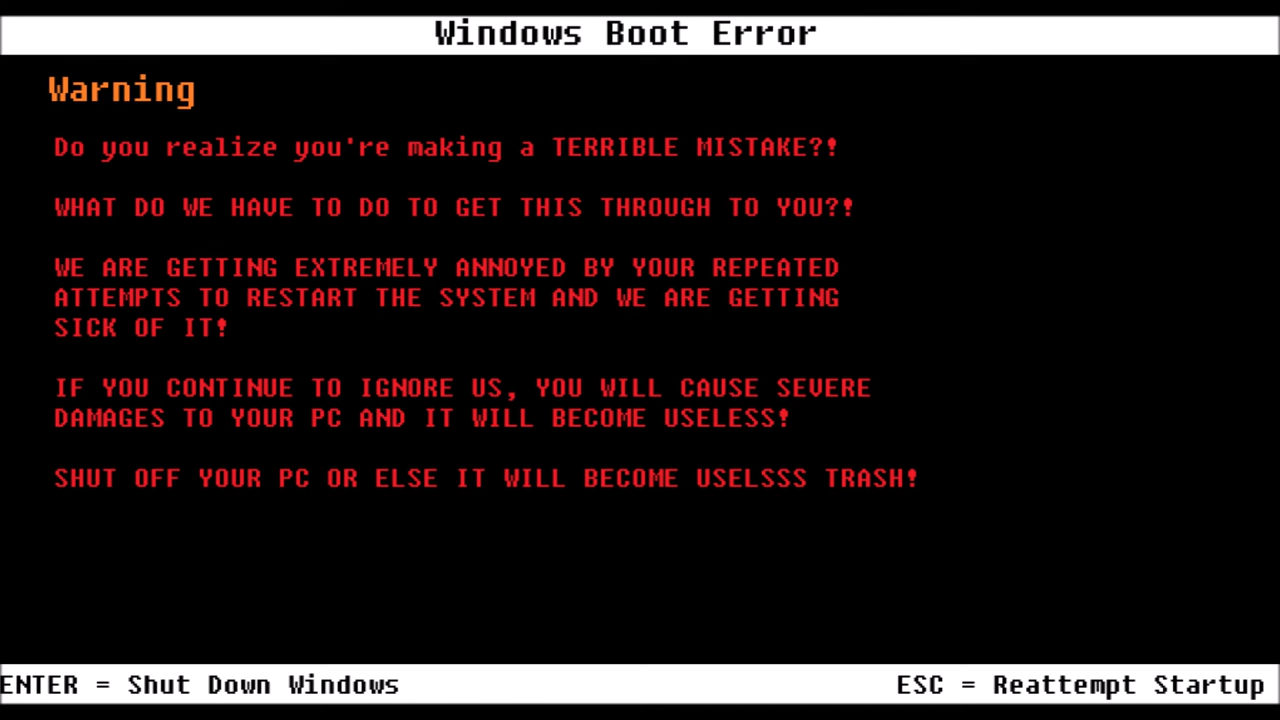 Windows Boot Error
Warning
Do you realize you're making a TERRIBLE MISTAKE?!
WHAT DO WE HAVE TO DO TO GET THIS THROUGH TO YOU?!
WE ARE GETTING EXTREMELY ANNOYED BY YOUR REPEATED
ATTEMPTS TO RESTART THE SYSTEM AND WE ARE GETTING
SICK OF IT!
IF YOU CONTINUE TO IGNORE US, YOU WILL CAUSE SEVERE
DAMAGES TO YOUR PC AND IT WILL BECOME USELESS!
SHUT OFF YOUR PC OR ELSE IT WILL BECOME USELSSS TRASH!
ENTER = Shut Down Windows
ESC = Reattempt Startup